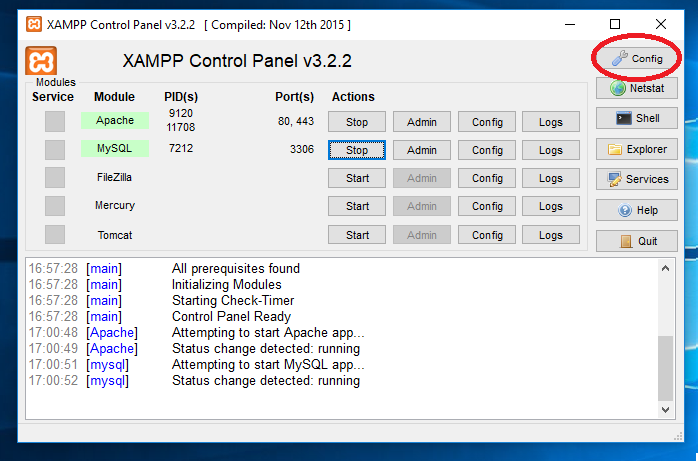 XAMPP Control Panel v3.2.2 [ Compiled: Nov 12th 2015 ]
XAMPP Control Panel v3.2.2
Config
Modules
Service Module PID(s) Port(s) Actions
Apache 9120 11708 80, 443 Stop Admin Config Logs
MySQL 7212 3306 Stop Admin Config Logs
FileZilla Start Admin Config Logs
Mercury Start Admin Config Logs
Tomcat Start Admin Config Logs
Netstat
Shell
Explorer
Services
Help
Quit
16:57:28 [main] All prerequisites found
16:57:28 [main] Initializing Modules
16:57:28 [main] Starting Check-Timer
16:57:28 [main] Control Panel Ready
17:00:48 [Apache] Attempting to start Apache app...
17:00:49 [Apache] Status change detected: running
17:00:51 [mysql] Attempting to start MySQL app...
17:00:52 [mysql] Status change detected: running